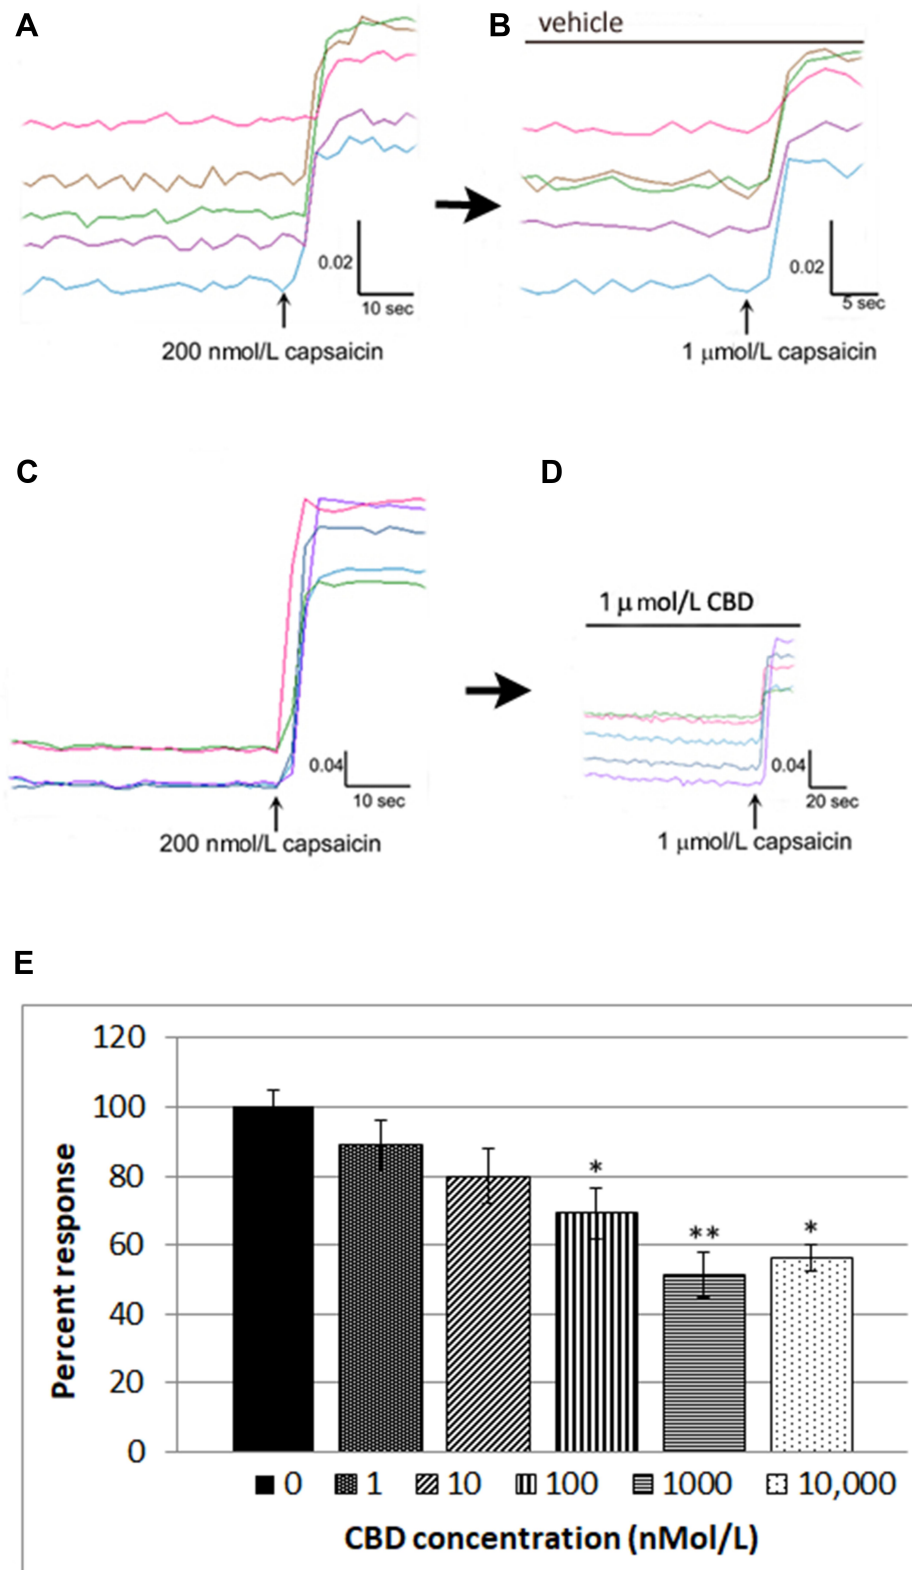 A
B
vehicle
0.02
10 sec
200 nmol/L capsaicin
0.02
5 sec
1 μmol/L capsaicin
C
D
1 μ mol/L CBD
0.04
10 sec
200 nmol/L capsaicin
0.04
20 sec
1 μmol/L capsaicin
E
120
100
80
60
40
20
0
Percent response
*
**
*
0 1 10 100 1000 10,000
CBD concentration (nMol/L)